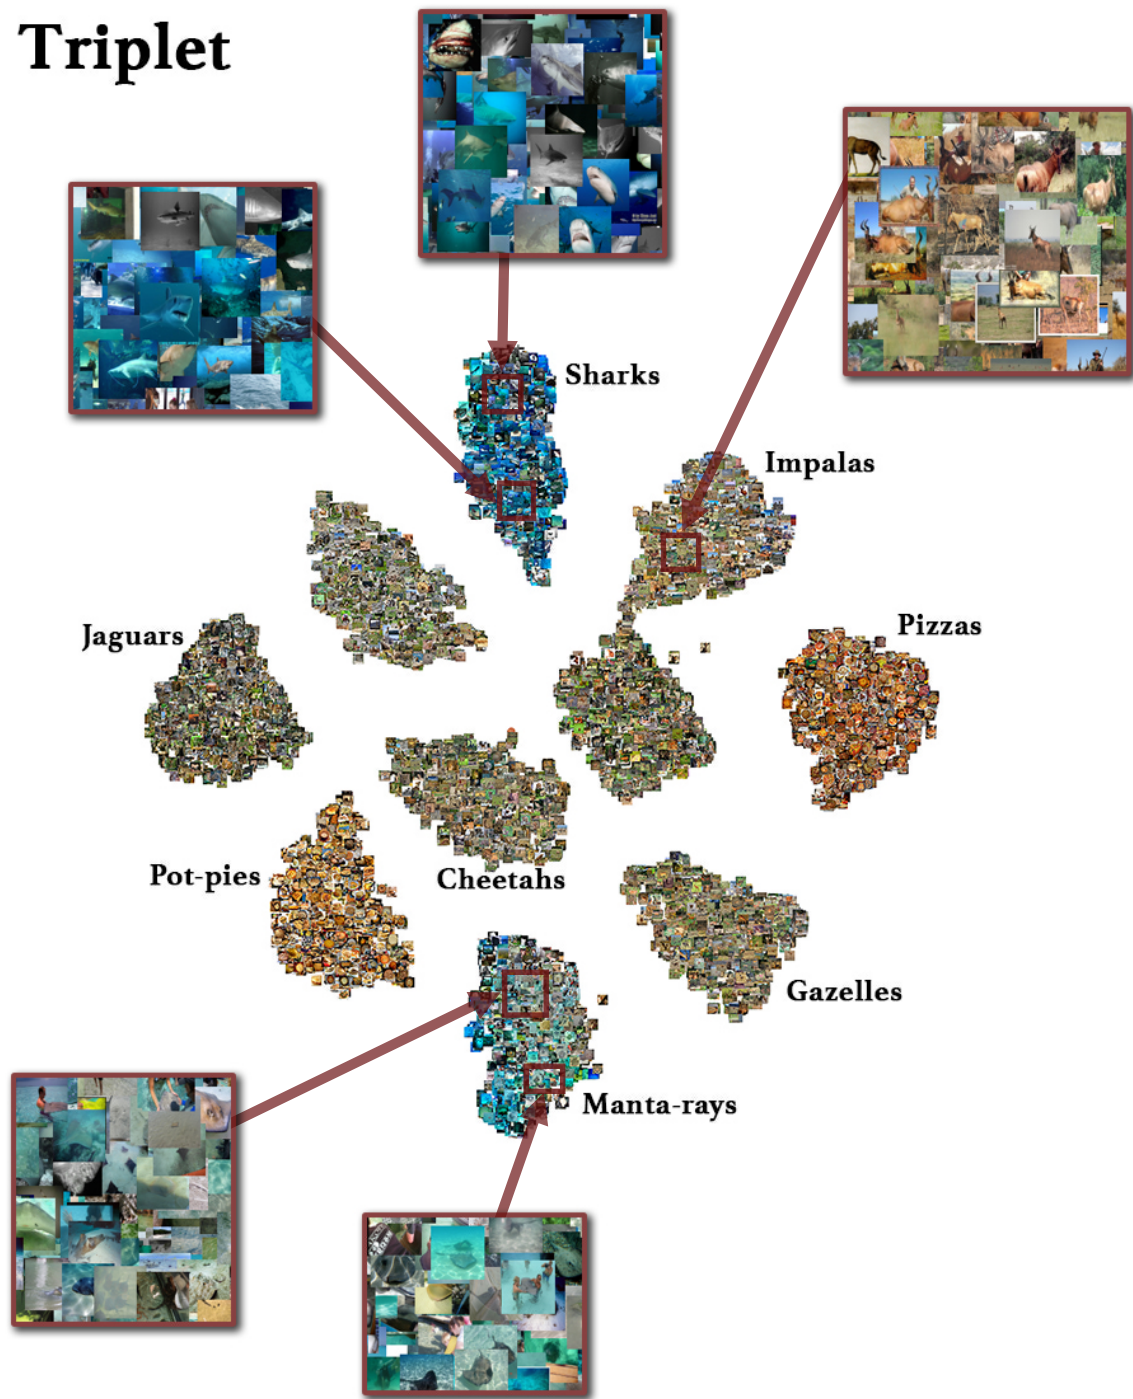 Triplet
Sharks
Impalas
Jaguars
Pizzas
Pot-pies
Cheetahs
Gazelles
Manta-rays